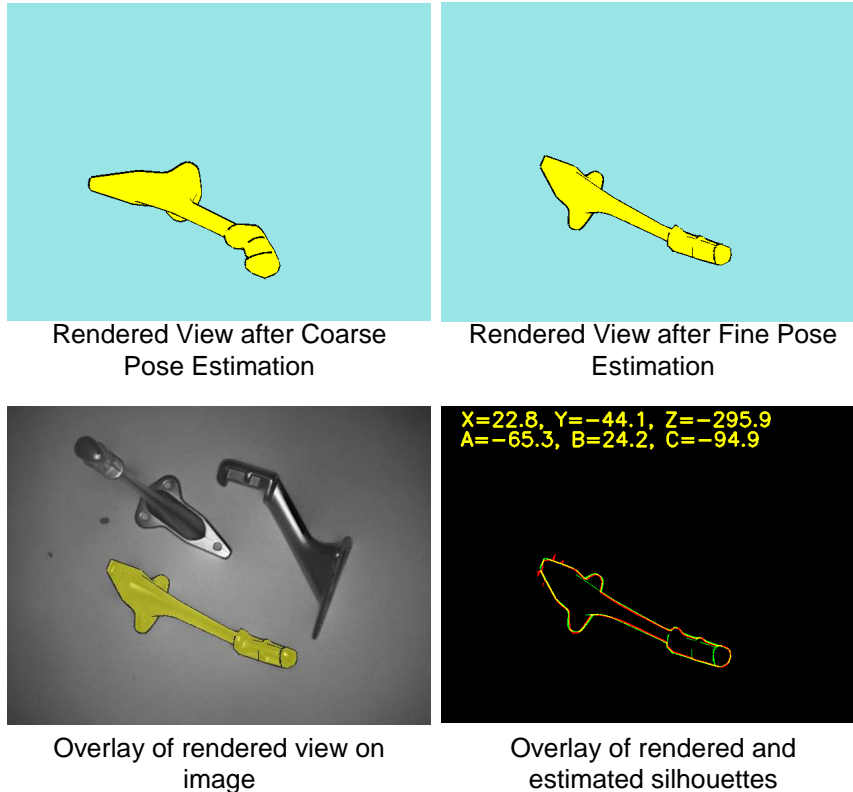 Rendered View after Coarse
Pose Estimation
Rendered View after Fine Pose
Estimation
X=22.8, Y=-44.1, Z=-295.9
A=-65.3, B=24.2, C=-94.9
Overlay of rendered view on
image
Overlay of rendered and
estimated silhouettes